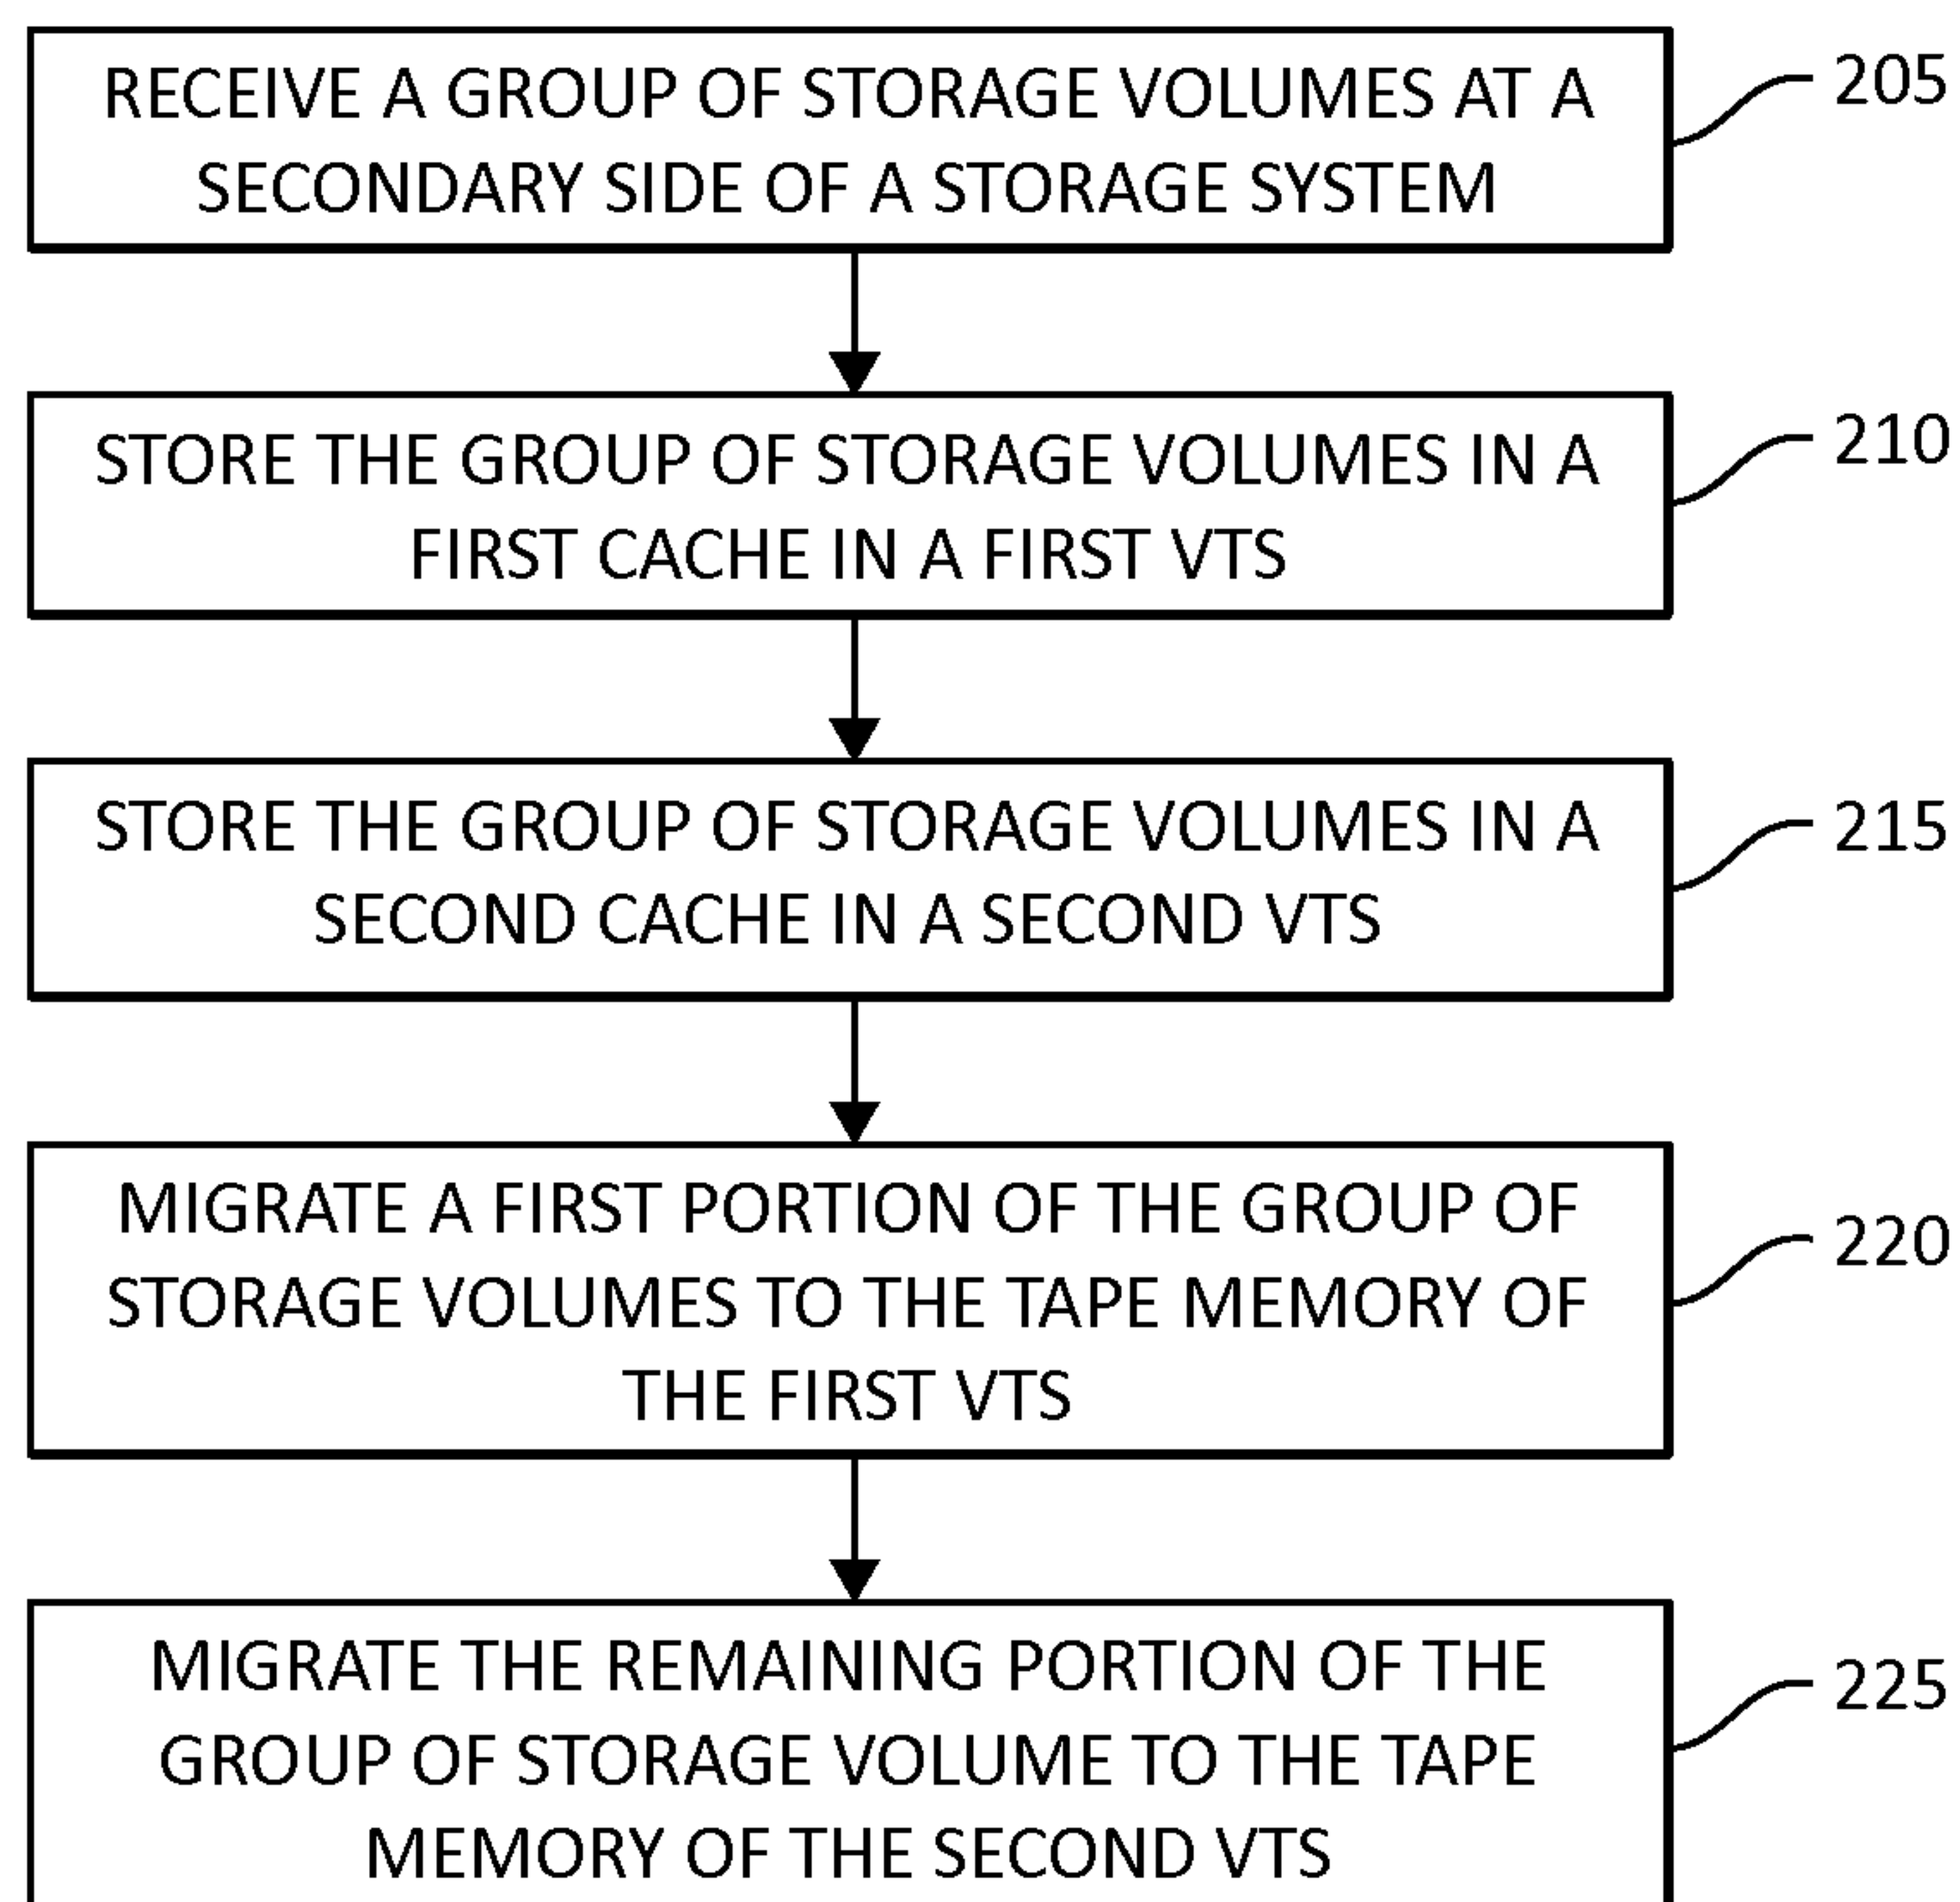 RECEIVE A GROUP OF STORAGE VOLUMES AT A
SECONDARY SIDE OF A STORAGE SYSTEM
205
STORE THE GROUP OF STORAGE VOLUMES IN A
FIRST CACHE IN A FIRST VTS
210
STORE THE GROUP OF STORAGE VOLUMES IN A
SECOND CACHE IN A SECOND VTS
215
MIGRATE A FIRST PORTION OF THE GROUP OF
STORAGE VOLUMES TO THE TAPE MEMORY OF
THE FIRST VTS
220
MIGRATE THE REMAINING PORTION OF THE
GROUP OF STORAGE VOLUME TO THE TAPE
MEMORY OF THE SECOND VTS
225